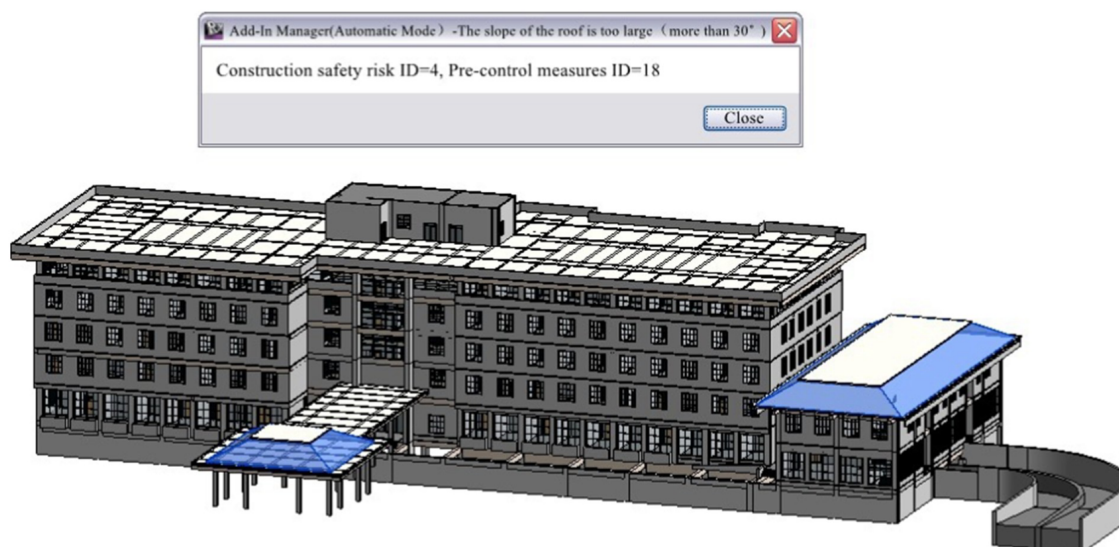 Add-In Manager(Automatic Mode) -The slope of the roof is too large（more than 30°）
Construction safety risk ID=4, Pre-control measures ID=18
Close